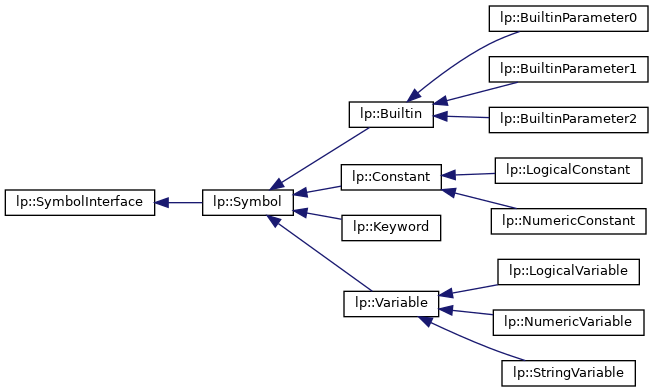 lp::BuiltinParameter0
lp::BuiltinParameter1
lp::Builtin
lp::BuiltinParameter2
lp::LogicalConstant
lp::Constant
lp::SymbolInterface
lp::Symbol
lp::NumericConstant
lp::Keyword
lp::LogicalVariable
lp::Variable
lp::NumericVariable
lp::StringVariable